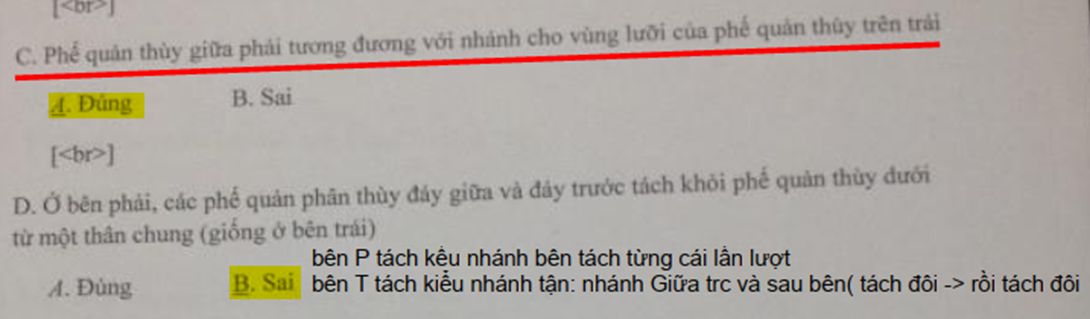 [<br>]
C. Phế quản thùy giữa phải tương đương với nhánh cho vùng lưỡi của phế quản thùy trên trái
A. Đúng B. Sai
[<br>]
D. Ở bên phải, các phế quản phân thùy đáy giữa và đáy trước tách khỏi phế quản thùy dưới
từ một thân chung (giống ở bên trái)
bên P tách kểu nhánh bên tách từng cái lần lượt
A. Đúng B. Sai bên T tách kiểu nhánh tận: nhánh Giữa trc và sau bên( tách đôi -> rồi tách đôi